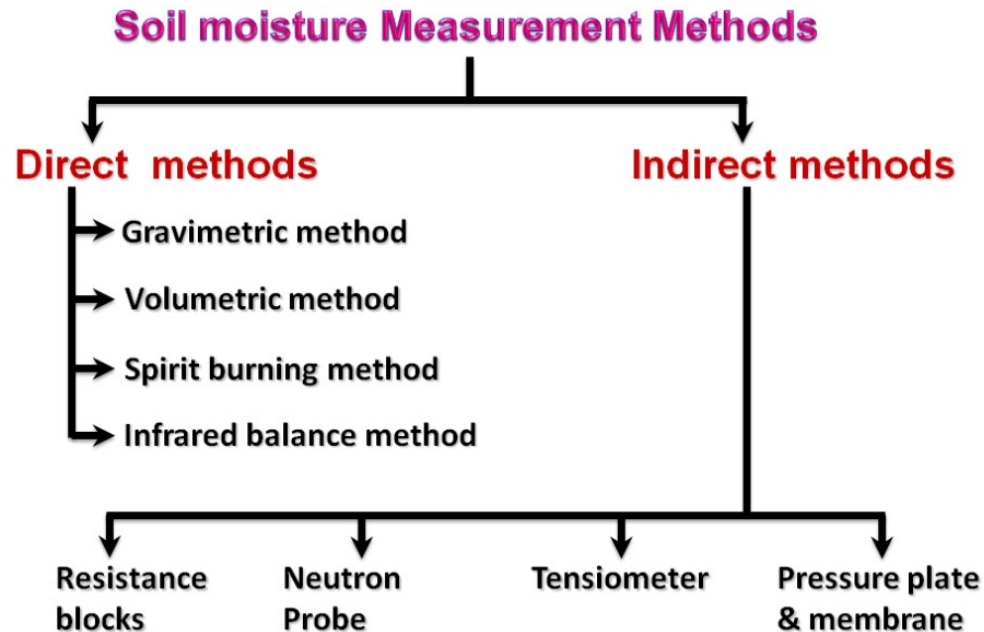 Soil moisture Measurement Methods
Direct methods
Indirect methods
Gravimetric method
Volumetric method
Spirit burning method
Infrared balance method
Resistance
blocks
Neutron
Probe
Tensiometer
Pressure plate
& membrane